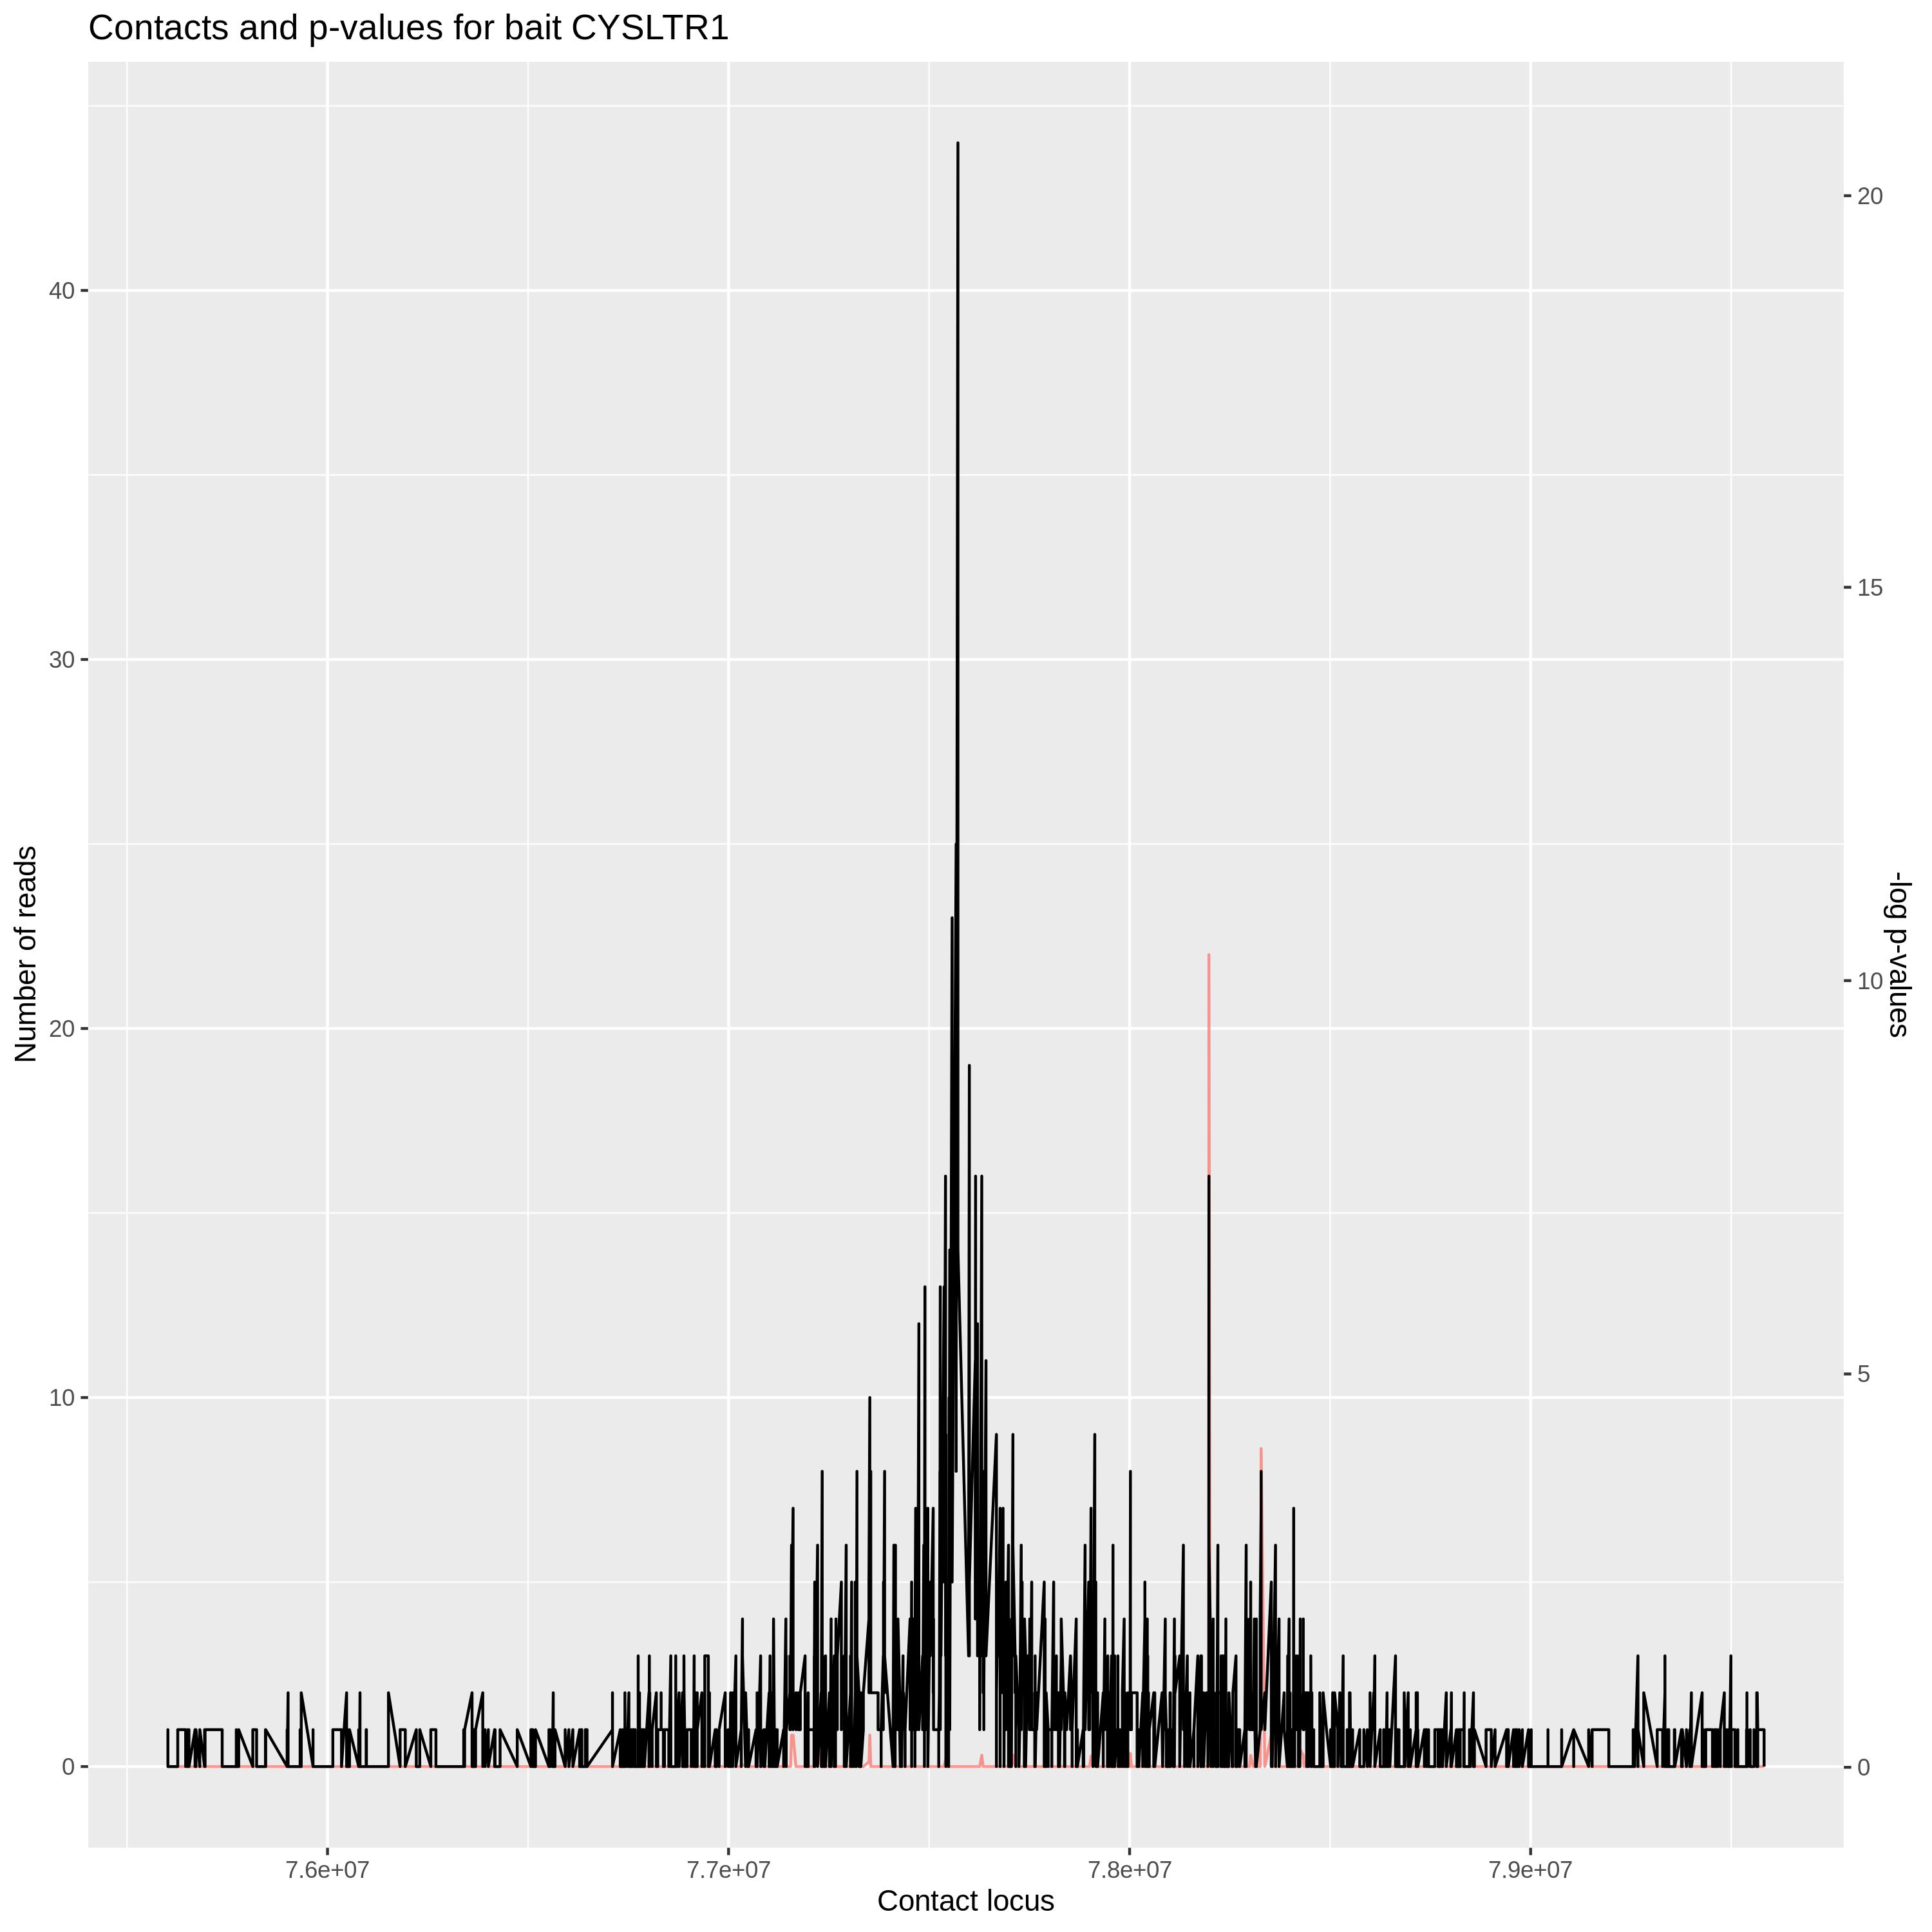 Contacts and p-values for bait CYSLTR1
40
30
20
10
0
Number of reads
20
15
10
5
0
-log p-values
7.6e+07 7.7e+07 7.8e+07 7.9e+07
Contact locus